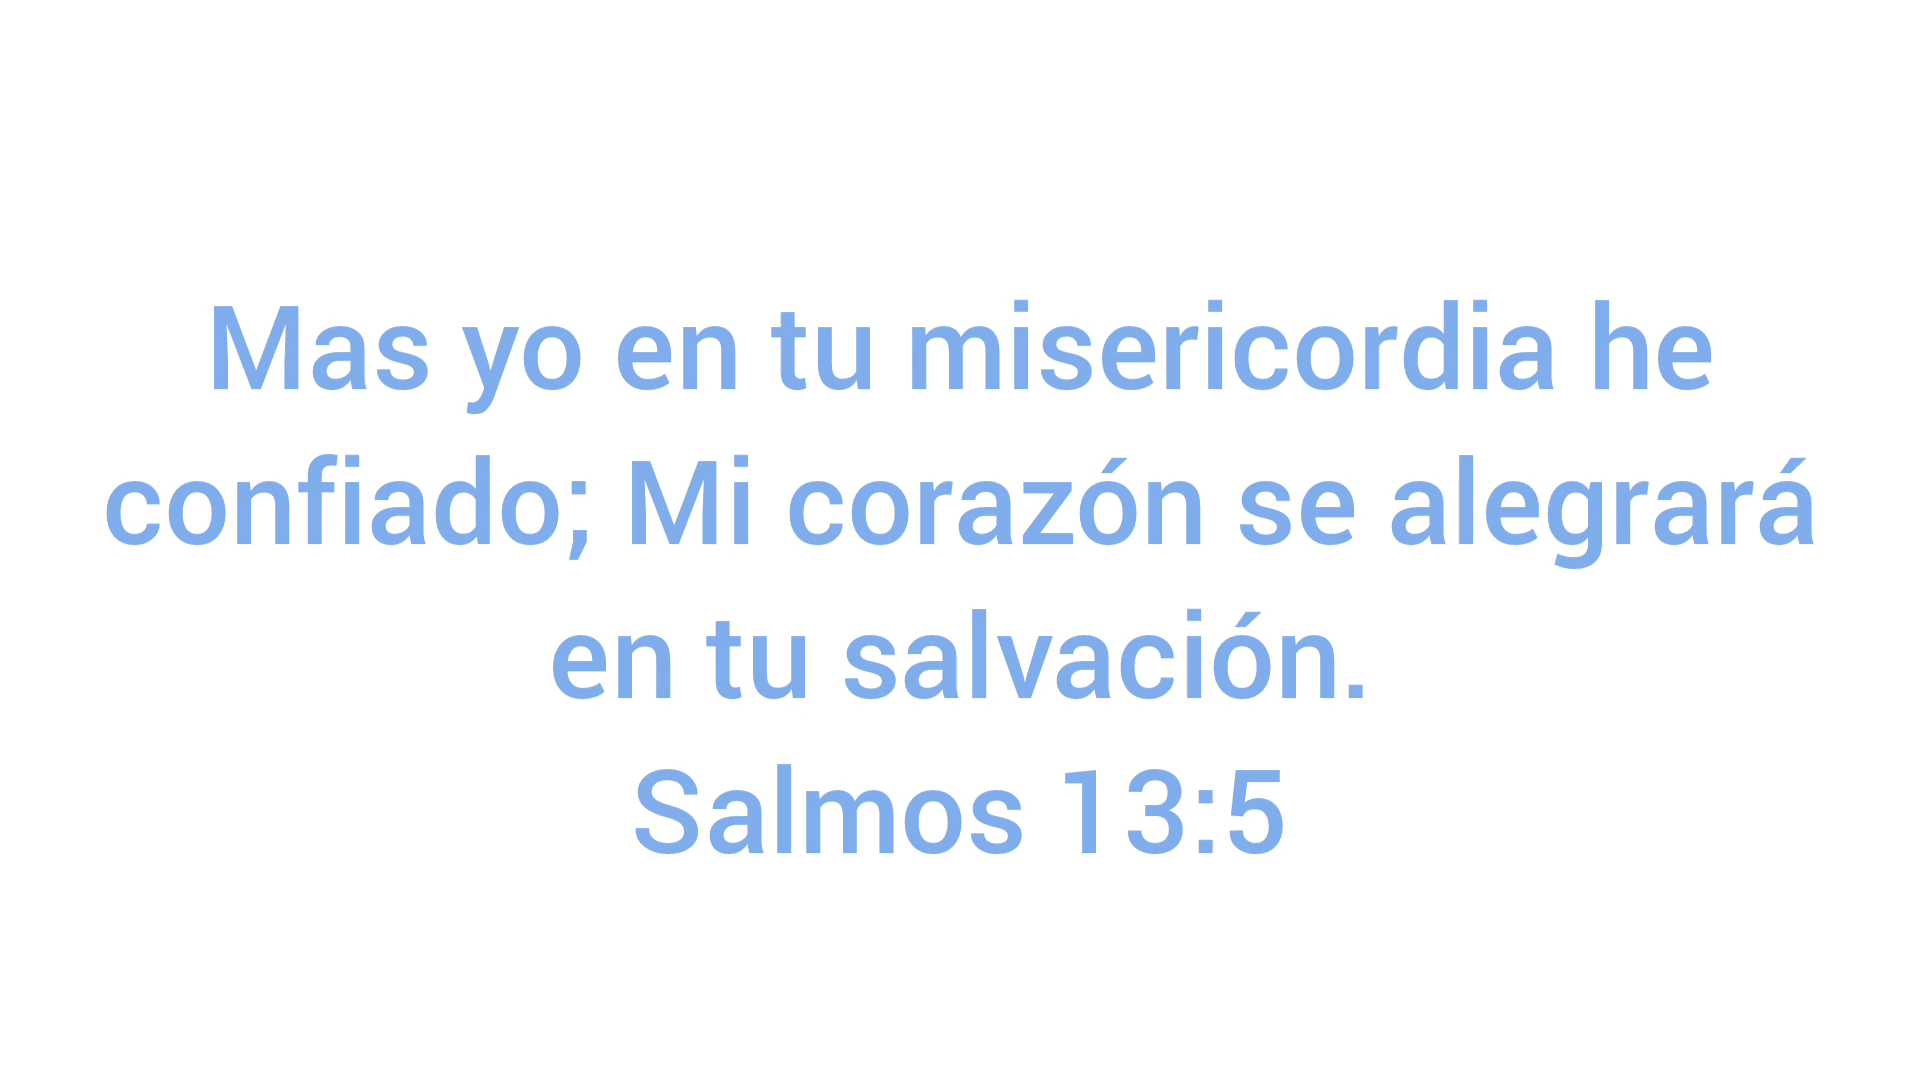 Mas yo en tu misericordia he
confiado; Mi corazón se alegrará
en tu salvación.
Salmos 13:5